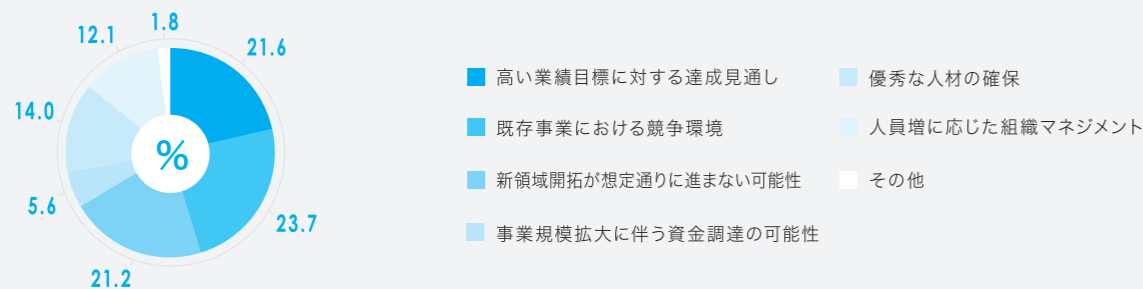 1.8
12.1
21.6
14.0
%
5.6
23.7
21.2
高い業績目標に対する達成見通し
既存事業における競争環境
新領域開拓が想定通りに進まない可能性
事業規模拡大に伴う資金調達の可能性
優秀な人材の確保
人員増に応じた組織マネジメント
その他